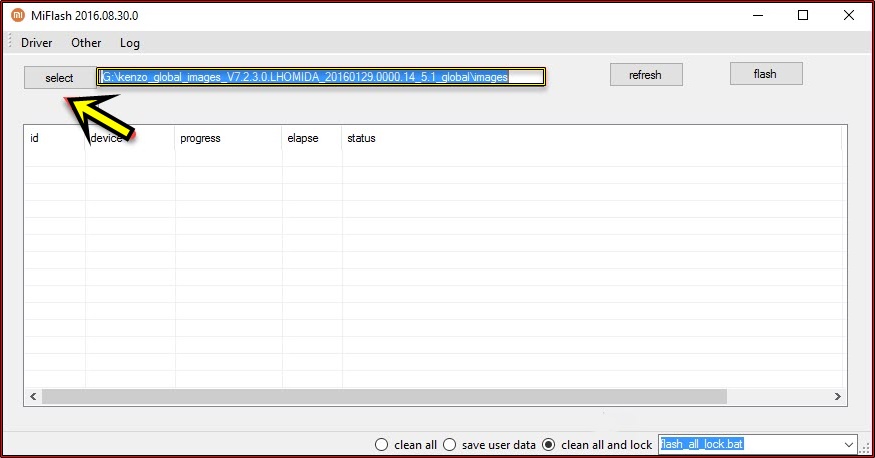 MiFlash 2016.08.30.0
Driver Other Log
select G:\kenzo_global_images_V7.2.3.0.LHOMIDA_20160129.0000.14_5.1_global\images refresh flash
id device progress elapse status
clean all save user data clean all and lock flash_all_lock.bat